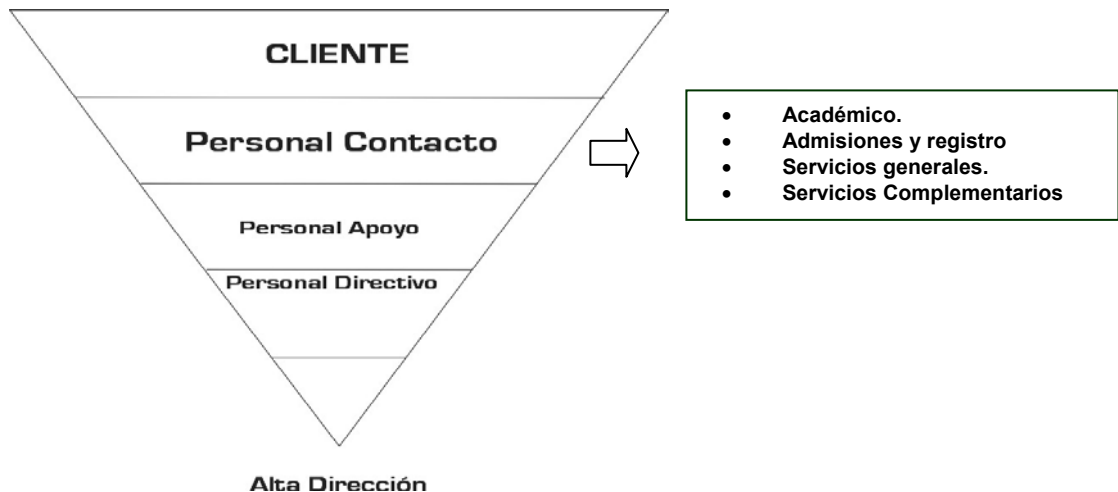 CLIENTE
Personal Contacto
• Académico.
• Admisiones y registro
• Servicios generales.
• Servicios Complementarios
Personal Apoyo
Personal Directivo
Alta Dirección